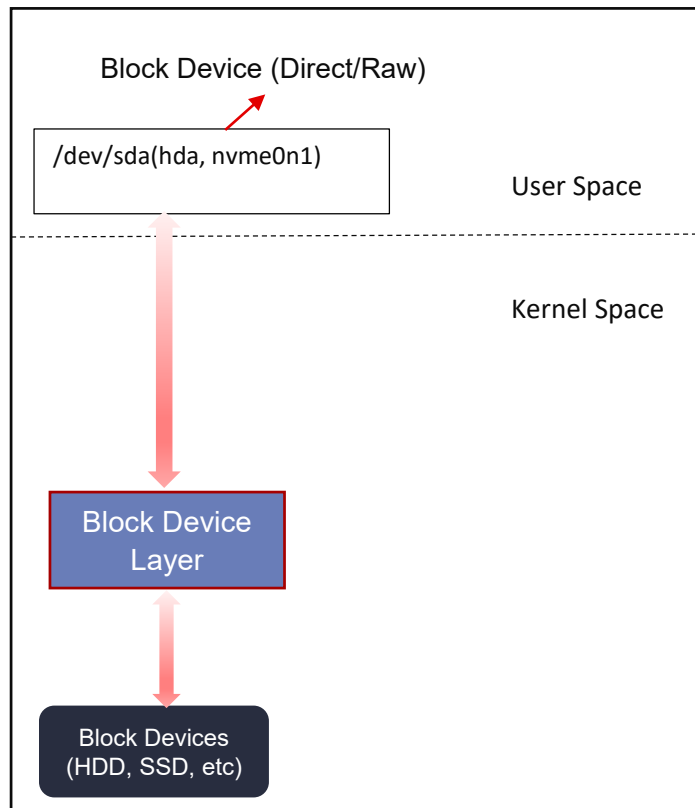 Block Device (Direct/Raw)
/dev/sda(hda, nvme0n1)
User Space
Kernel Space
Block Device
Layer
Block Devices
(HDD, SSD, etc)